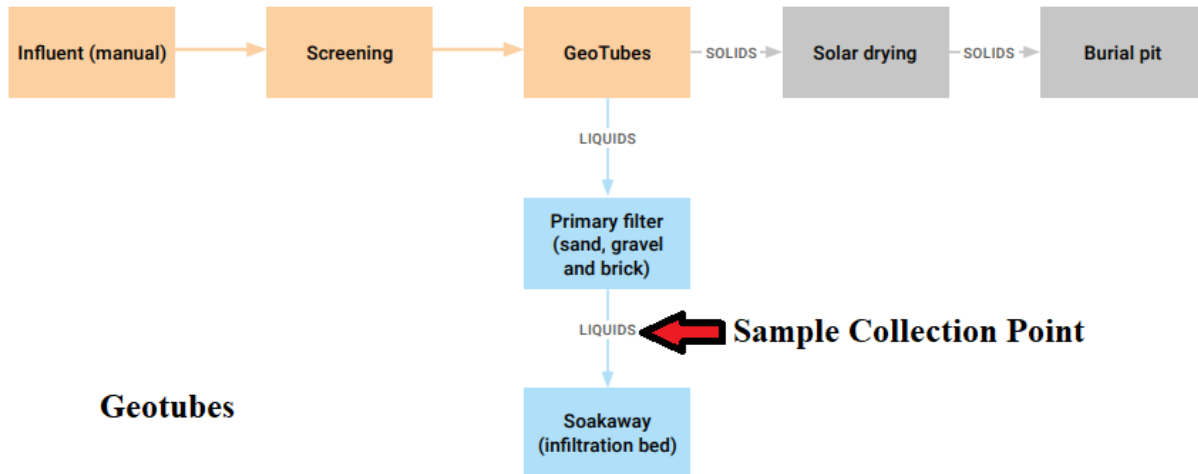 Influent (manual)
Screening
GeoTubes
SOLIDS
Solar drying
SOLIDS
Burial pit
LIQUIDS
Primary filter
(sand, gravel
and brick)
LIQUIDS
Sample Collection Point
Geotubes
Soakaway
(infiltration bed)